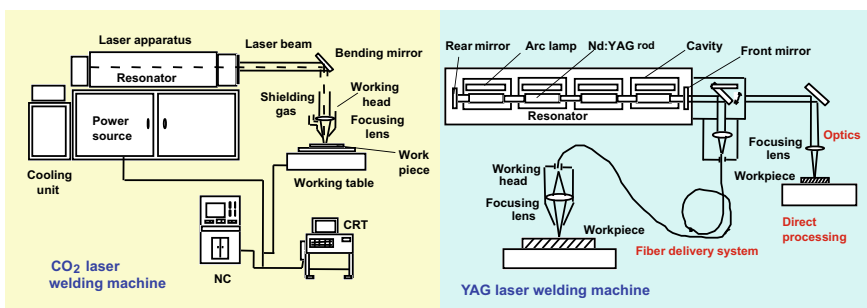 Laser apparatus
Laser beam
Bending mirror
Resonator
Shielding
gas
Working
head
Focusing
lens
Power
source
Work
piece
Cooling
unit
Working table
CRT
NC
CO2 laser
welding machine
Rear mirror
Arc lamp
Nd:YAG rod
Cavity
Front mirror
Resonator
Focusing
lens
Optics
Working
head
Workpiece
Focusing
lens
Workpiece
Direct
processing
Fiber delivery system
YAG laser welding machine